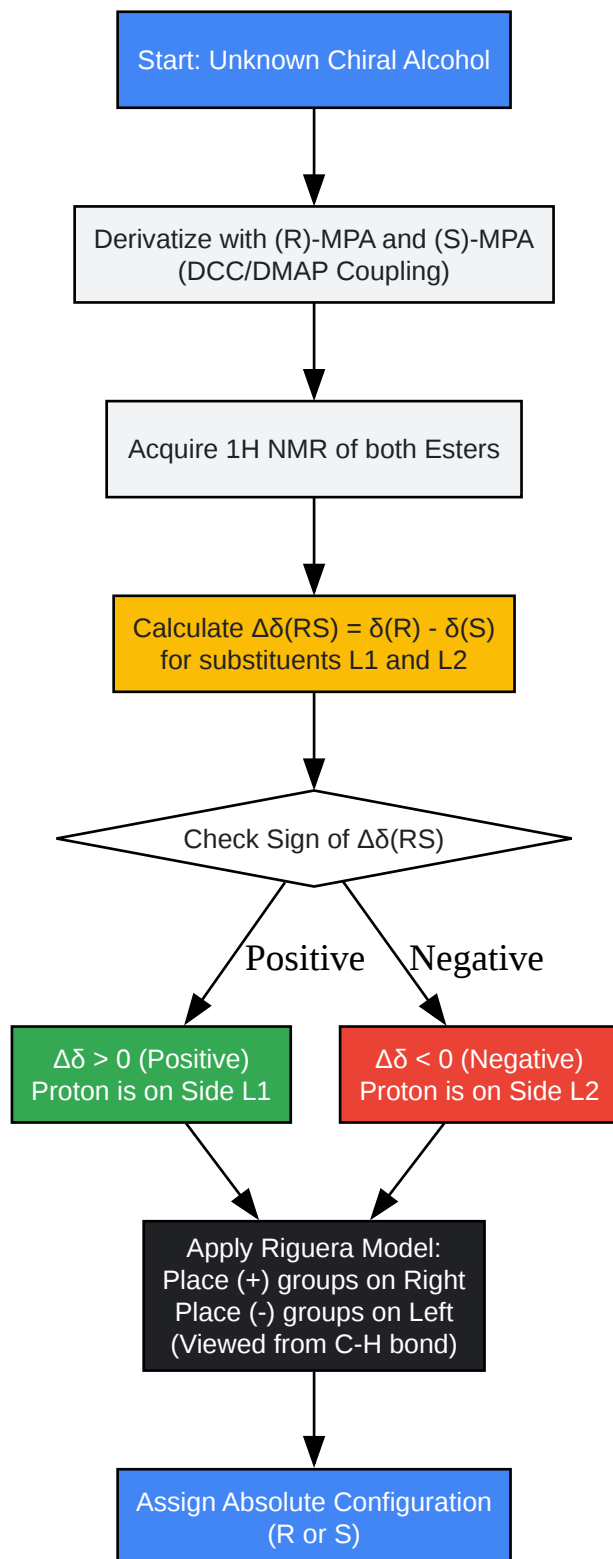 Start: Unknown Chiral Alcohol
Derivatize with (R)-MPA and (S)-MPA
(DCC/DMAP Coupling)
Acquire 1H NMR of both Esters
Calculate Δδ(RS) = δ(R) - δ(S)
for substituents L1 and L2
Check Sign of Δδ(RS)
Positive
Negative
Δδ > 0 (Positive)
Proton is on Side L1
Δδ < 0 (Negative)
Proton is on Side L2
Apply Riguera Model:
Place (+) groups on Right
Place (-) groups on Left
(Viewed from C-H bond)
Assign Absolute Configuration
(R or S)